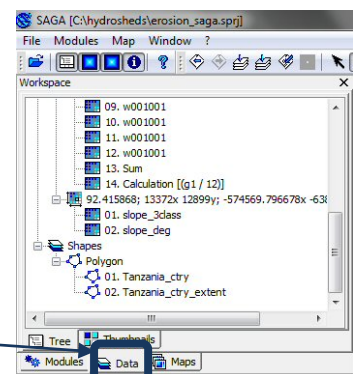 SAGA [C:\hydrosheds\erosion_saga.sprj]
File Modules Map Window ?
Workspace
09. w001001
10. w001001
11. w001001
12. w001001
13. Sum
14. Calculation [(g1 / 12)]
92.415868; 13372x 12899y; -574569.796678x -638
01. slope_3class
02. slope_deg
Shapes
Polygon
01. Tanzania_ctry
02. Tanzania_ctry_extent
Tree Thumbnails
Modules Data Maps